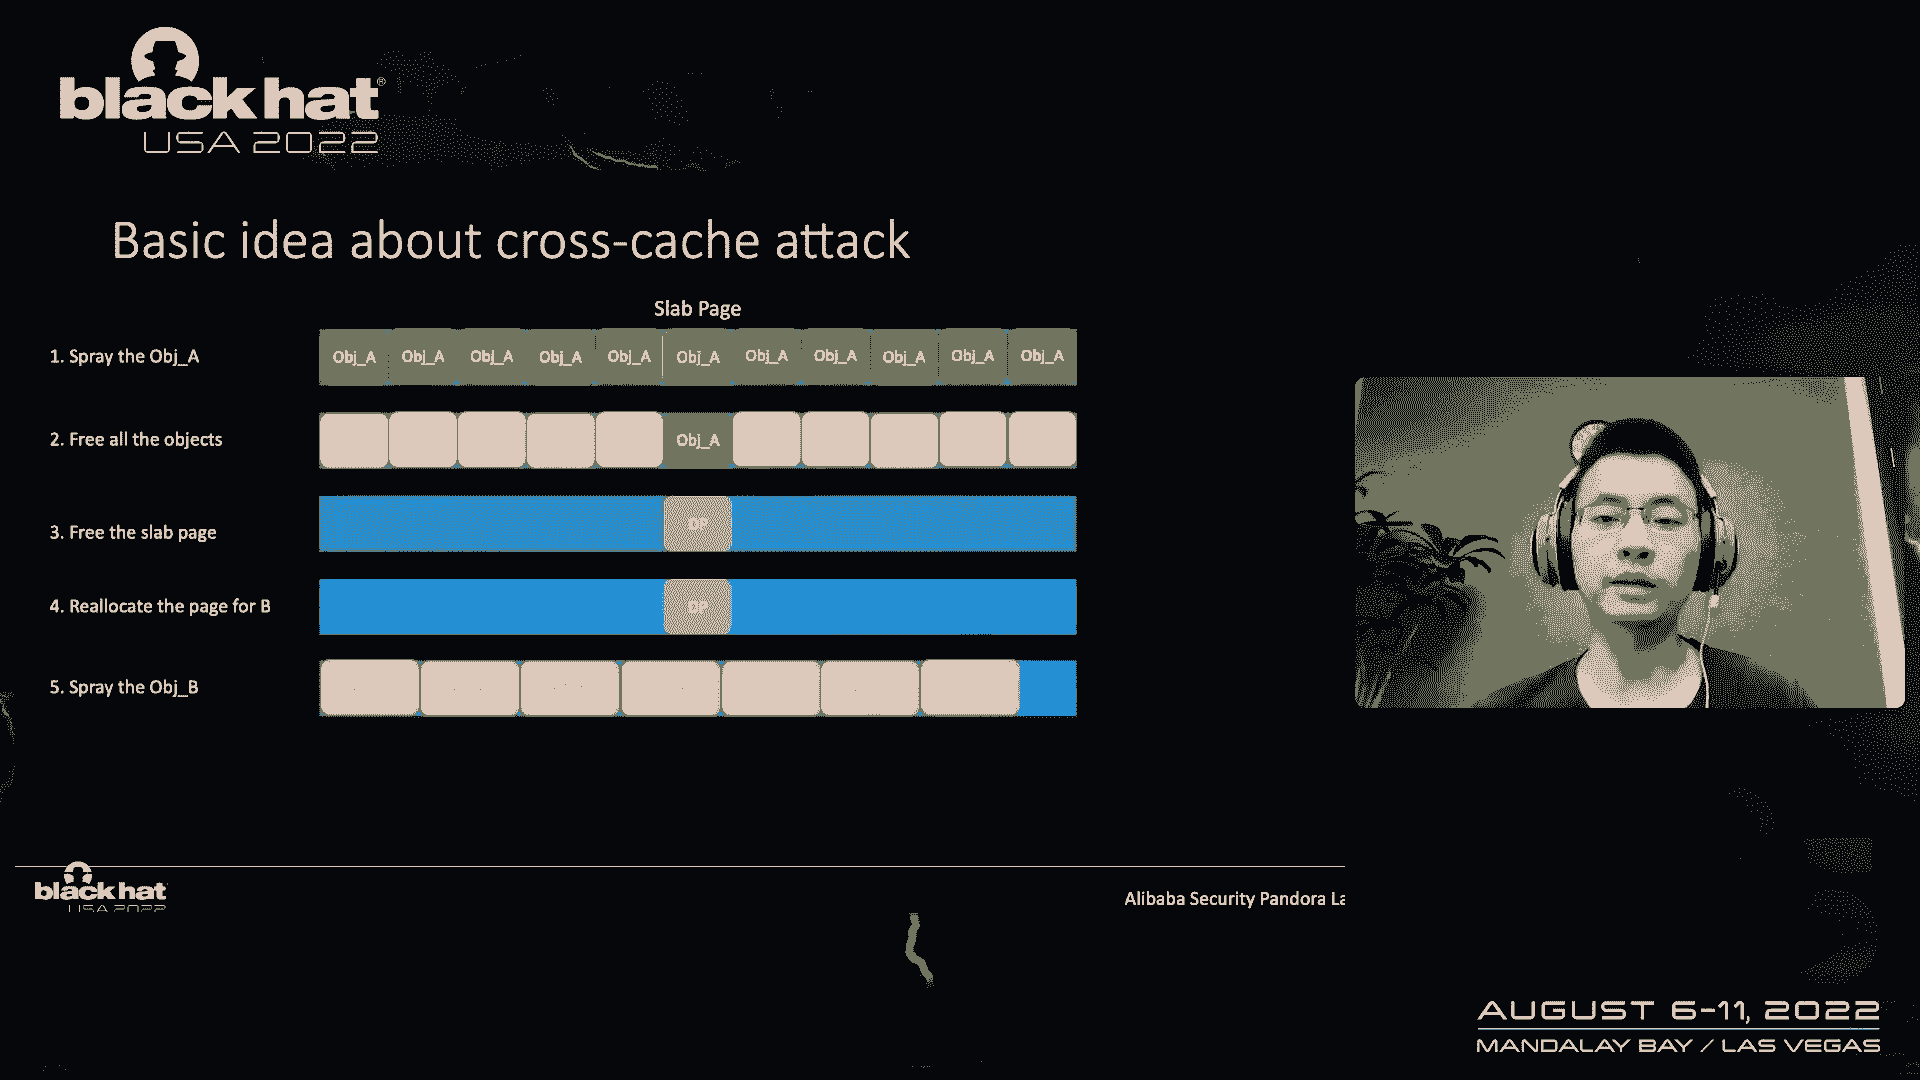 black hat®
USA 2022
Basic idea about cross-cache attack
Slab Page
1. Spray the Obj_A
Obj_A Obj_A Obj_A Obj_A Obj_A Obj_A Obj_A Obj_A Obj_A Obj_A Obj_A
2. Free all the objects
Obj_A
3. Free the slab page
DP
4. Reallocate the page for B
DP
5. Spray the Obj_B
black hat
USA 2022
Alibaba Security Pandora La
AUGUST 6-11, 2022
MANDALAY BAY / LAS VEGAS